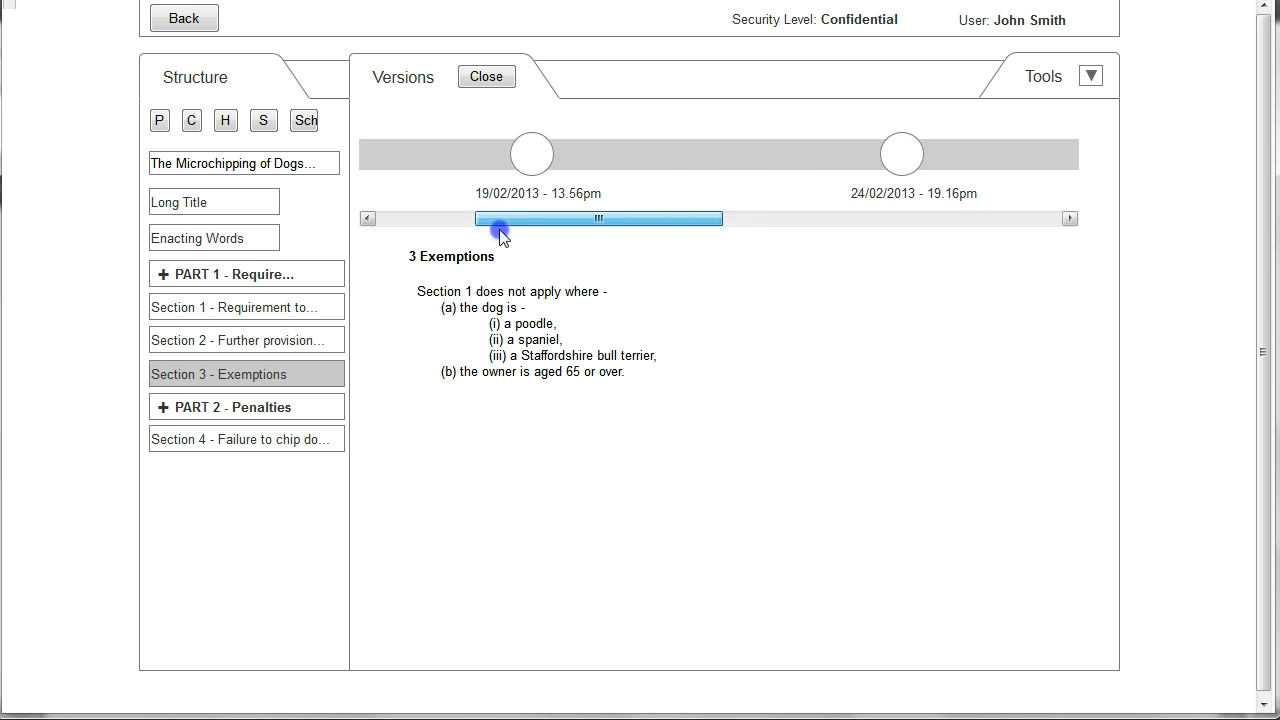 Back
Security Level: Confidential
User: John Smith
Structure
Versions
Close
Tools
P
C
H
S
Sch
The Microchipping of Dogs...
Long Title
Enacting Words
+ PART 1 - Require...
Section 1 - Requirement to...
Section 2 - Further provision...
Section 3 - Exemptions
+ PART 2 - Penalties
Section 4 - Failure to chip do...
19/02/2013 - 13.56pm
24/02/2013 - 19.16pm
3 Exemptions
Section 1 does not apply where -
(a) the dog is -
(i) a poodle,
(ii) a spaniel,
(iii) a Staffordshire bull terrier,
(b) the owner is aged 65 or over.